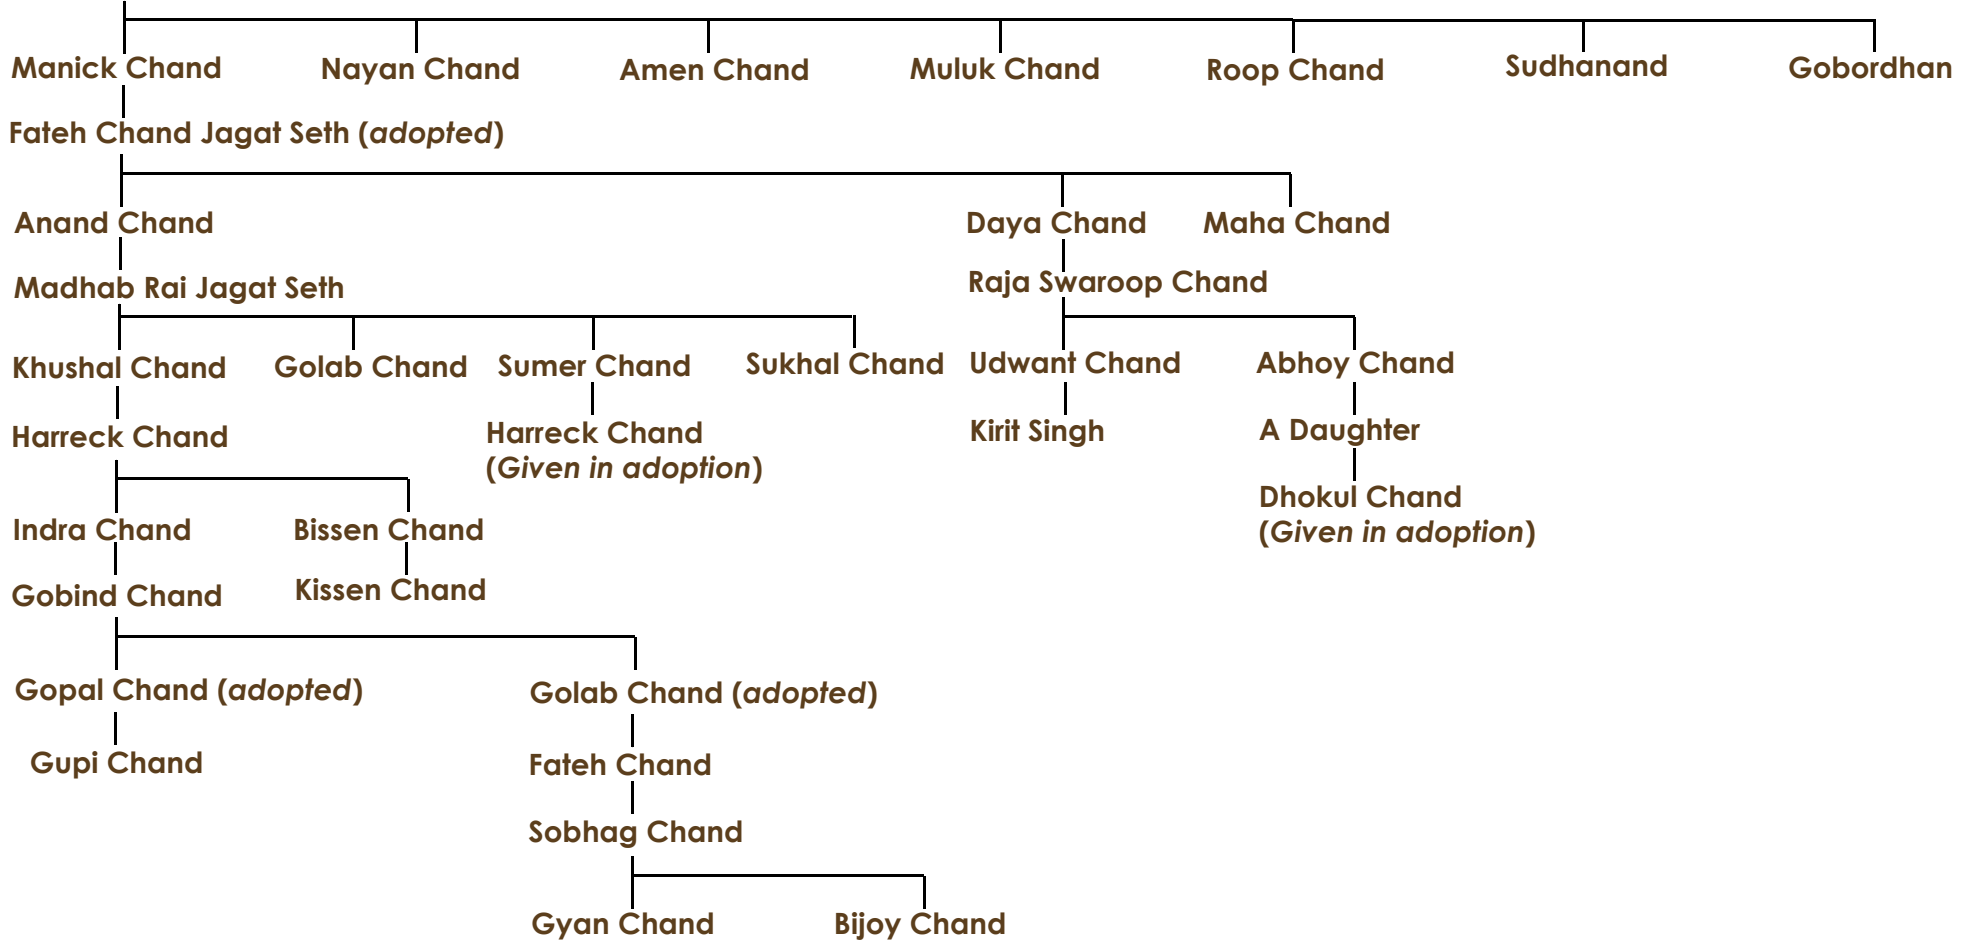 Manick Chand Nayan Chand Amen Chand Muluk Chand Roop Chand Sudhanand Gobordhan
Fateh Chand Jagat Seth (adopted)
Anand Chand Daya Chand Maha Chand
Madhab Rai Jagat Seth Raja Swaroop Chand
Khushal Chand Golab Chand Sumer Chand Sukhal Chand Udwant Chand Abhoy Chand
Harreck Chand Harreck Chand Kirit Singh A Daughter
(Given in adoption)
Dhokul Chand
Indra Chand Bissen Chand (Given in adoption)
Gobind Chand Kissen Chand
Gopal Chand (adopted) Golab Chand (adopted)
Gupi Chand Fateh Chand
Sobhag Chand
Gyan Chand Bijoy Chand